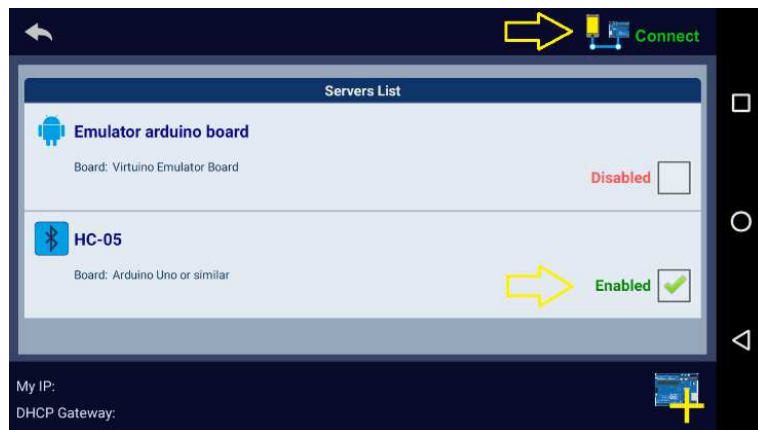 Connect
Servers List
Emulator arduino board
Board: Virtuino Emulator Board
Disabled
HC-05
Board: Arduino Uno or similar
Enabled
My IP:
DHCP Gateway: